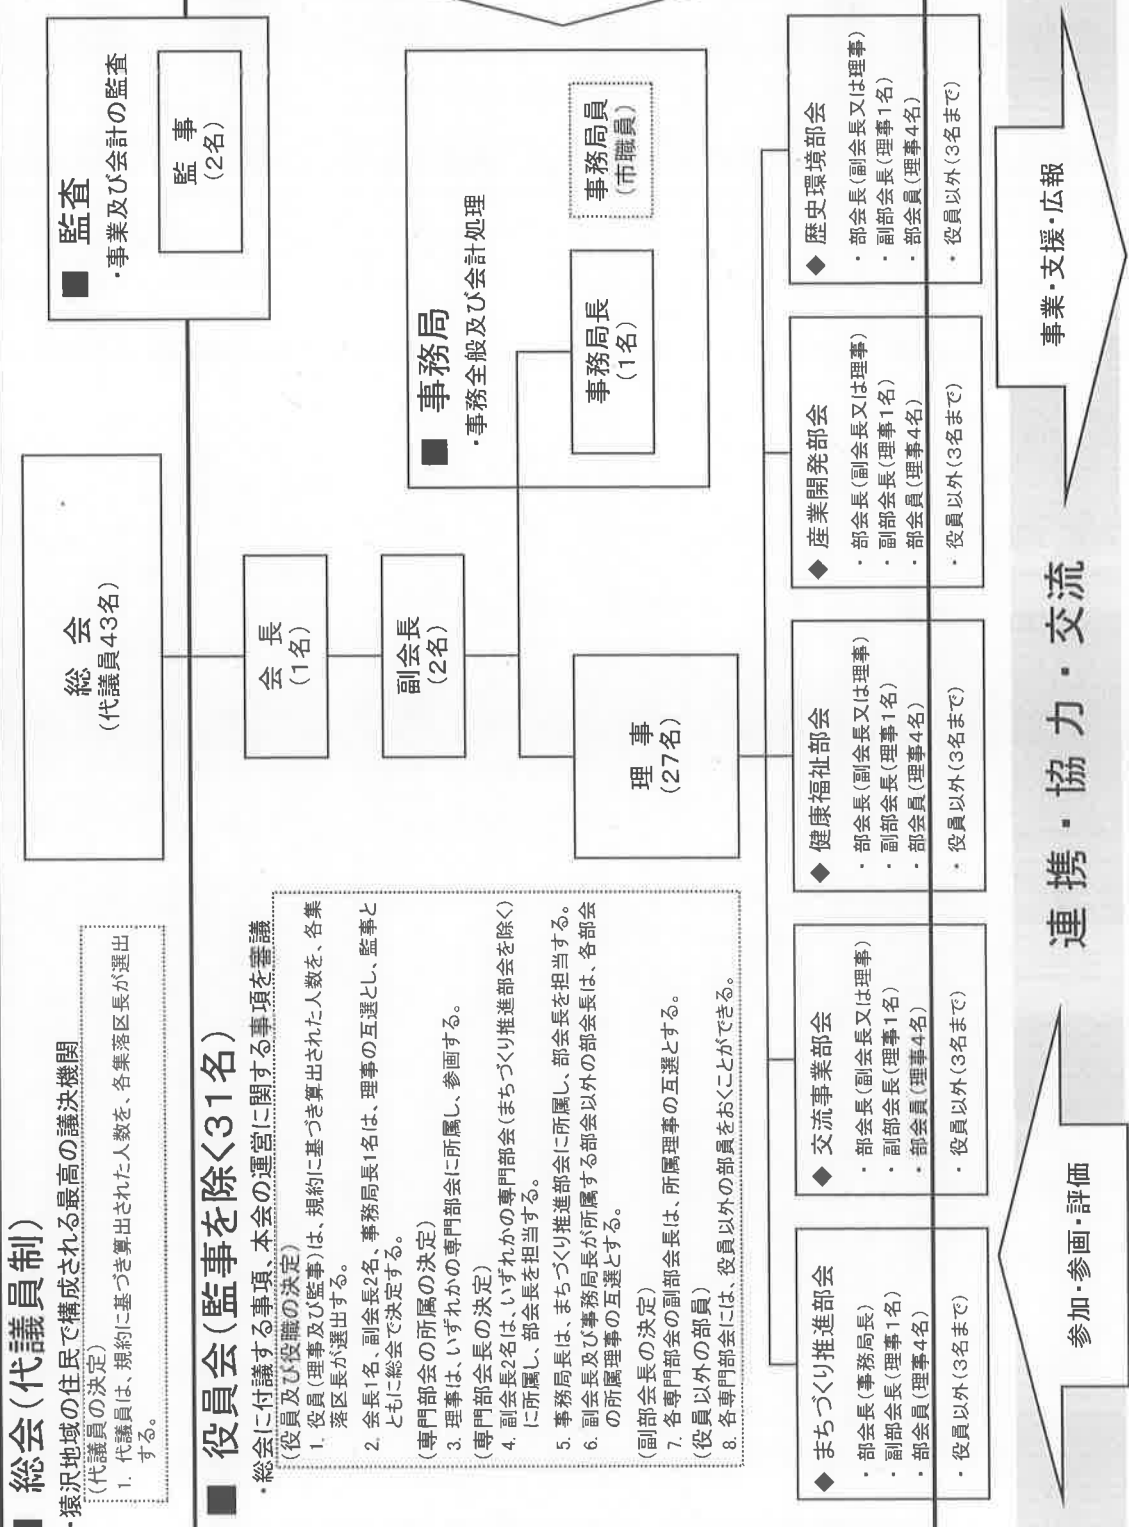 ■ 総会(代議員制)
・猿沢地域の住民で構成される最高の議決機関
(代議員の決定)
1. 代議員は、規約に基づき算出された人数を、各集落区長が選出
する。
総　会
(代議員43名)
■ 監査
・事業及び会計の監査
監　事
(2名)
■ 役員会(監事を除く31名)
・総会に付議する事項、本会の運営に関する事項を審議
(役員及び役職の決定)
1. 役員(理事及び監事)は、規約に基づき算出された人数を、各集
落区長が選出する。
2. 会長1名、副会長2名、事務局長1名は、理事の互選とし、監事と
ともに総会で決定する。
(専門部会の所属の決定)
3. 理事は、いずれかの専門部会に所属し、参画する。
(専門部会長の決定)
4. 副会長2名は、いずれかの専門部会(まちづくり推進部会を除く)
に所属し、部会長を担当する。
5. 事務局長は、まちづくり推進部会に所属し、部会長を担当する。
6. 副会長及び事務局長が所属する部会以外の部会長は、各部会
の所属理事の互選とする。
(副部会長の決定)
7. 各専門部会の副部会長は、所属理事の互選とする。
(役員以外の部員)
8. 各専門部会には、役員以外の部員をおくことができる。
会　長
(1名)
副会長
(2名)
理　事
(27名)
■ 事務局
・事務全般及び会計処理
事務局長
(1名)
事務局員
(市職員)
◆ まちづくり推進部会
・部会長(事務局長)
・副部会長(理事1名)
・部会員(理事4名)
・役員以外(3名まで)
◆ 交流事業部会
・部会長(副会長又は理事)
・副部会長(理事1名)
・部会員(理事4名)
・役員以外(3名まで)
◆ 健康福祉部会
・部会長(副会長又は理事)
・副部会長(理事1名)
・部会員(理事4名)
・役員以外(3名まで)
◆ 産業開発部会
・部会長(副会長又は理事)
・副部会長(理事1名)
・部会員(理事4名)
・役員以外(3名まで)
◆ 歴史環境部会
・部会長(副会長又は理事)
・副部会長(理事1名)
・部会員(理事4名)
・役員以外(3名まで)
参加・参画・評価
連携・協力・交流
事業・支援・広報